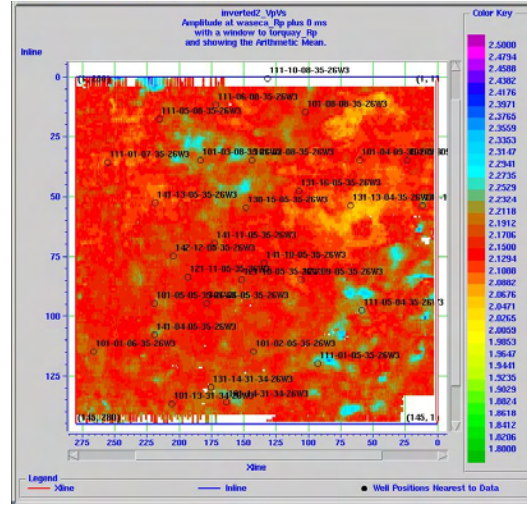 inverted2_VpVs
Amplitude at waseca_Rp plus 0 ms
with a window to torquay_Rp
and showing the Arithmetic Mean.
Color Key
Inline
111-10-08-35-26W3
111-06-08-35-26W3
111-05-08-35-26W3
101-08-08-35-26W3
111-01-07-35-26W3
101-03-08-35-26W3
141-13-05-35-26W3
131-16-05-35-26W3
130-15-05-35-26W3
131-13-04-35-26W3
141-11-05-35-26W3
142-12-05-35-26W3
141-10-05-35-26W3
121-11-05-35-26W3
111-05-04-35-26W3
141-04-05-35-26W3
101-01-06-35-26W3
101-02-05-35-26W3
111-01-05-35-26W3
131-14-31-34-26W3
101-13-31-34-26W3
(145, 280)
(145, 1)
0
25
50
75
100
125
275 250 225 200 175 150 125 100 75 50 25 0
Xline
2.5000
2.4794
2.4588
2.4382
2.4176
2.3971
2.3765
2.3559
2.3353
2.3147
2.2941
2.2735
2.2529
2.2324
2.2118
2.1912
2.1706
2.1500
2.1294
2.1088
2.0882
2.0676
2.0471
2.0265
2.0059
1.9853
1.9647
1.9441
1.9235
1.9029
1.8824
1.8618
1.8412
1.8206
1.8000
Legend
Xline
Inline
Well Positions Nearest to Data